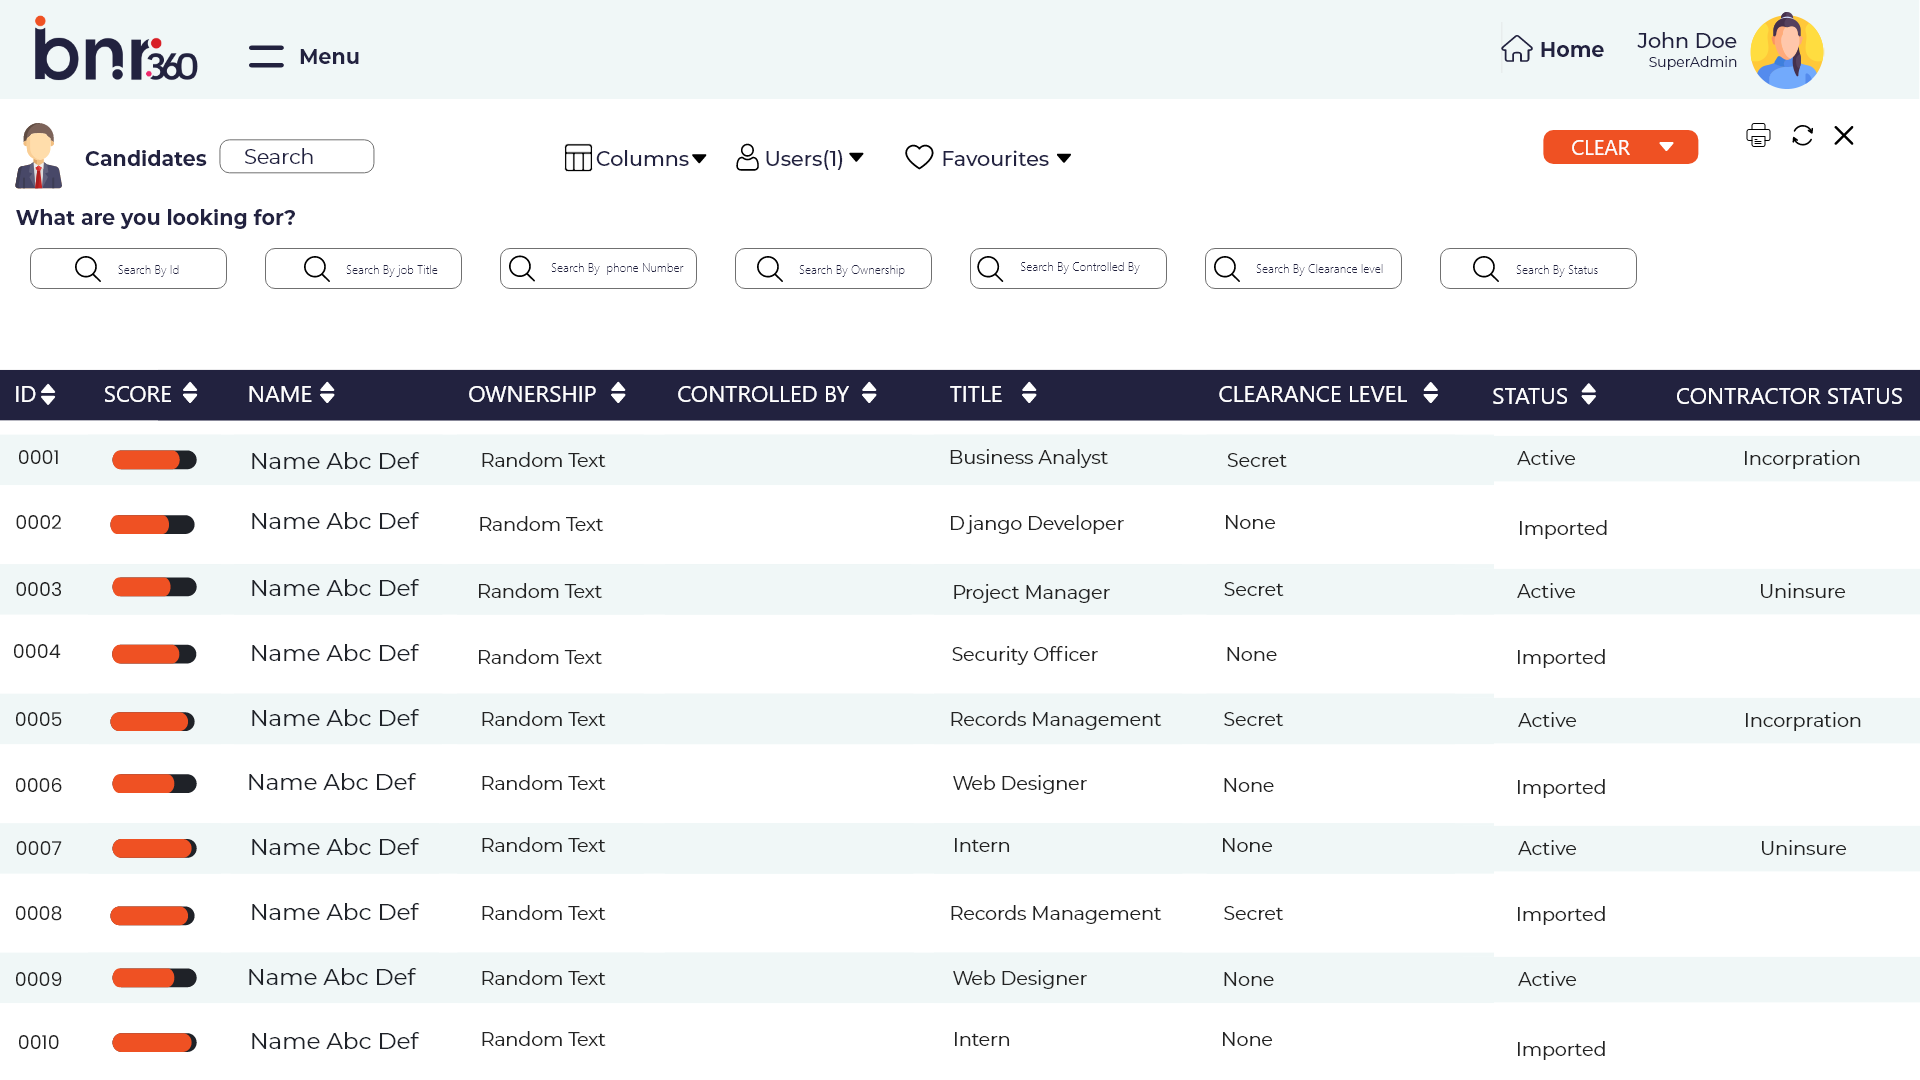 bnr360
Menu
Home
John Doe
SuperAdmin
Candidates Search Columns Users(1) Favourites CLEAR
What are you looking for?
Search By Id Search By job Title Search By phone Number Search By Ownership Search By Controlled By Search By Clearance level Search By Status
ID SCORE NAME OWNERSHIP CONTROLLED BY TITLE CLEARANCE LEVEL STATUS CONTRACTOR STATUS
0001 Name Abc Def Random Text Business Analyst Secret Active Incorpration
0002 Name Abc Def Random Text Django Developer None Imported
0003 Name Abc Def Random Text Project Manager Secret Active Uninsure
0004 Name Abc Def Random Text Security Officer None Imported
0005 Name Abc Def Random Text Records Management Secret Active Incorpration
0006 Name Abc Def Random Text Web Designer None Imported
0007 Name Abc Def Random Text Intern None Active Uninsure
0008 Name Abc Def Random Text Records Management Secret Imported
0009 Name Abc Def Random Text Web Designer None Active
0010 Name Abc Def Random Text Intern None Imported